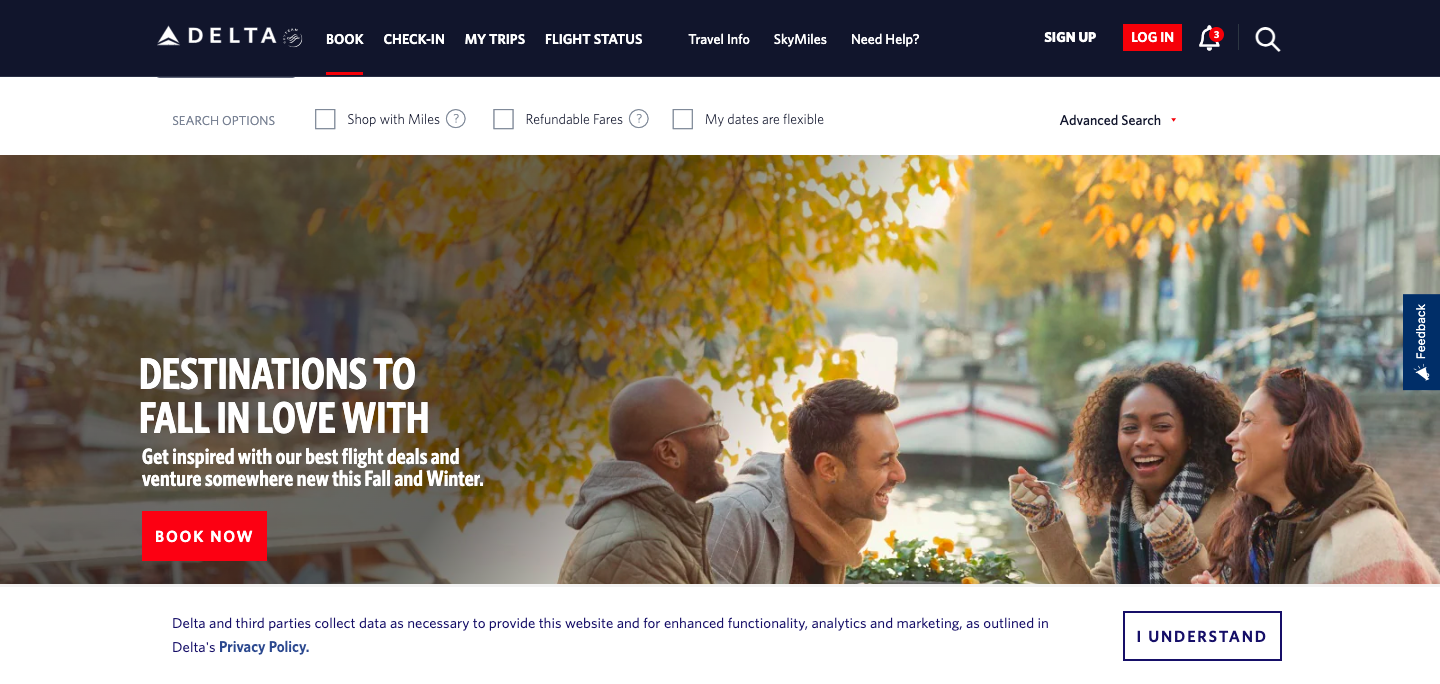 DELTA
BOOK
CHECK-IN
MY TRIPS
FLIGHT STATUS
Travel Info
SkyMiles
Need Help?
SIGN UP
LOG IN
3
SEARCH OPTIONS
Shop with Miles ?
Refundable Fares ?
My dates are flexible
Advanced Search
DESTINATIONS TO
FALL IN LOVE WITH
Get inspired with our best flight deals and
venture somewhere new this Fall and Winter.
BOOK NOW
Feedback
Delta and third parties collect data as necessary to provide this website and for enhanced functionality, analytics and marketing, as outlined in
Delta's Privacy Policy.
I UNDERSTAND